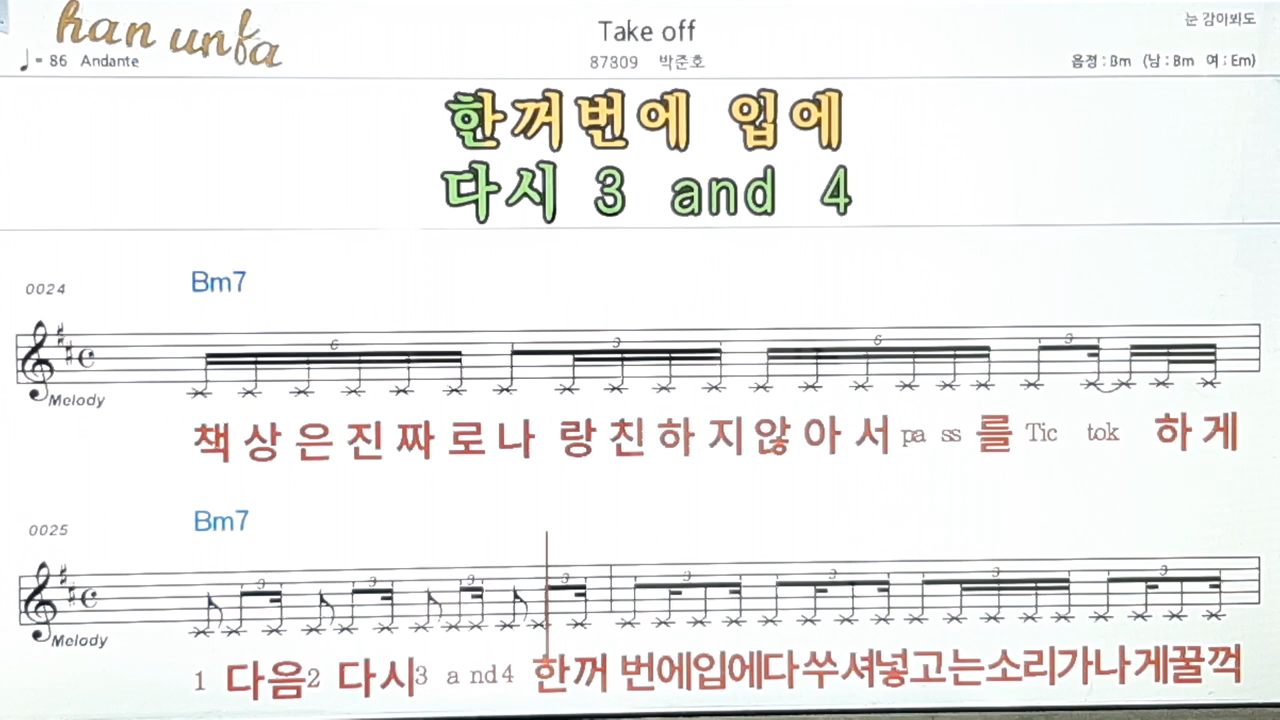 han unfa
Take off
눈 감아봐도
♩= 86 Andante
87809 박준호
음정 : Bm (남 : Bm 여 : Em)
한꺼번에 입에
다시 3 and 4
0024
Bm7
6 3 6 3
Melody
책상은진짜로나 랑친하지않아서 pa ss 를 Tic tok 하게
0025
Bm7
3 3 3 3 3 3 3 3
Melody
1 다음2 다시3 a nd4 한꺼 번에입에다쑤셔넣고는소리가나게꿀꺽